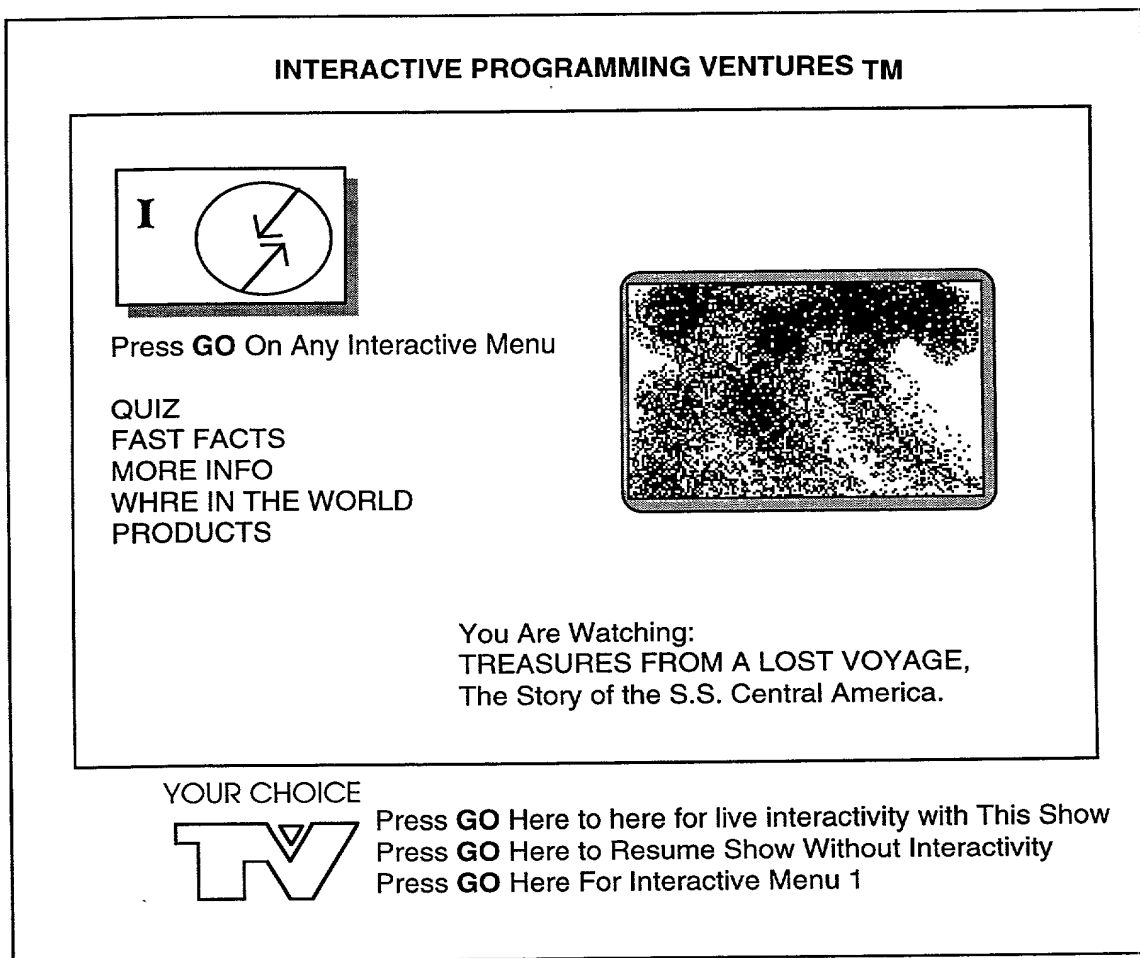 INTERACTIVE PROGRAMMING VENTURES TM
I
Press GO On Any Interactive Menu
QUIZ
FAST FACTS
MORE INFO
WHRE IN THE WORLD
PRODUCTS
You Are Watching:
TREASURES FROM A LOST VOYAGE,
The Story of the S.S. Central America.
YOUR CHOICE
TV
Press GO Here to here for live interactivity with This Show
Press GO Here to Resume Show Without Interactivity
Press GO Here For Interactive Menu 1